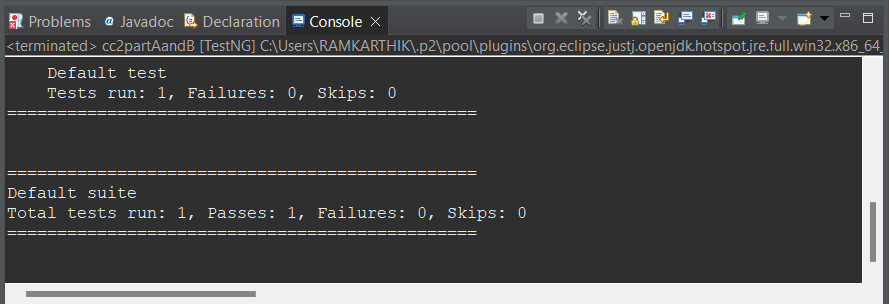 Problems Javadoc Declaration Console
<terminated> cc2partAandB [TestNG] C:\Users\RAMKARTHIK\.p2\pool\plugins\org.eclipse.justj.openjdk.hotspot.jre.full.win32.x86_64_
Default test
Tests run: 1, Failures: 0, Skips: 0
===============================================
===============================================
Default suite
Total tests run: 1, Passes: 1, Failures: 0, Skips: 0
===============================================